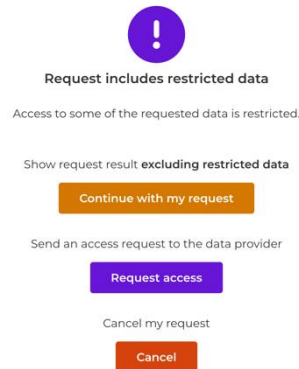 Request includes restricted data
Access to some of the requested data is restricted.
Show request result excluding restricted data
Continue with my request
Send an access request to the data provider
Request access
Cancel my request
Cancel